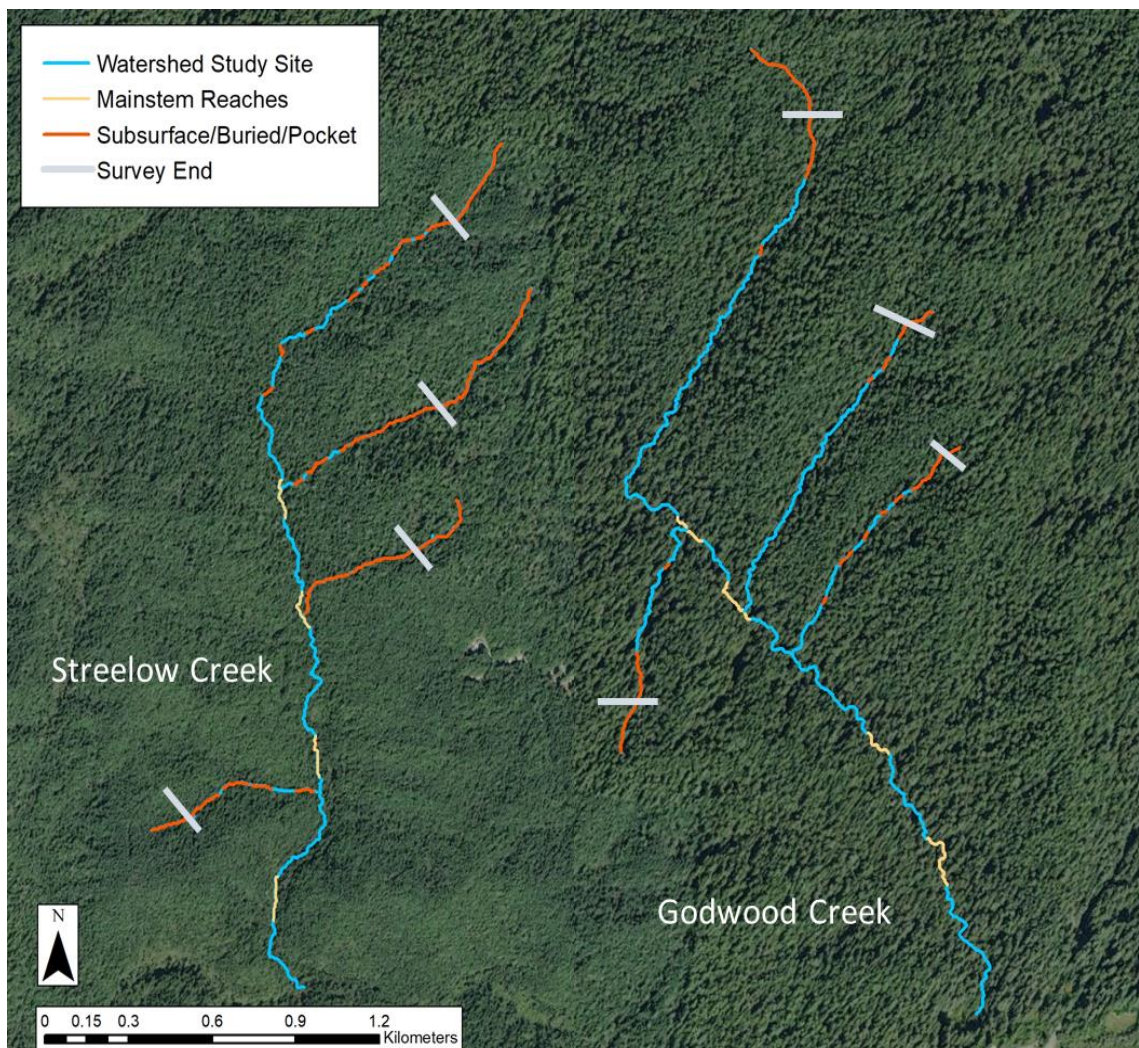 Watershed Study Site
Mainstem Reaches
Subsurface/Buried/Pocket
Survey End
Streelow Creek
Godwood Creek
N
0 0.15 0.3 0.6 0.9 1.2
Kilometers